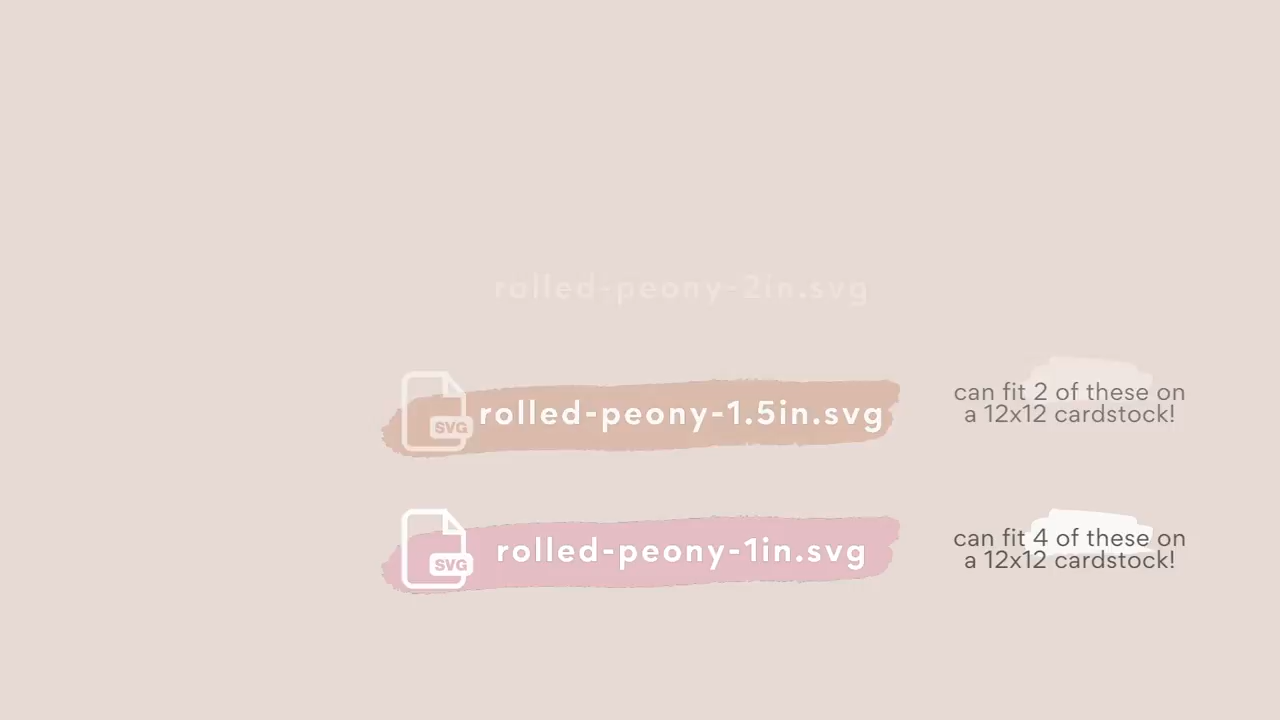 rolled-peony-2in.svg
SVG rolled-peony-1.5in.svg
can fit 2 of these on
a 12x12 cardstock!
SVG rolled-peony-1in.svg
can fit 4 of these on
a 12x12 cardstock!